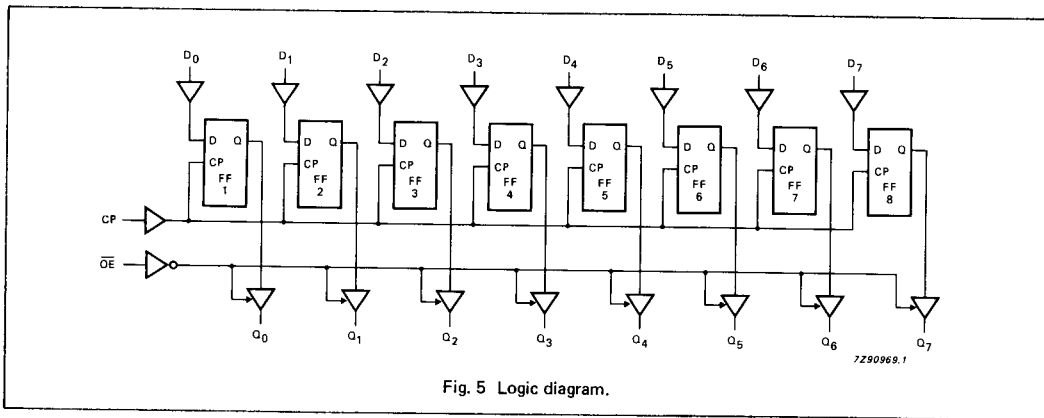 D0 D1 D2 D3 D4 D5 D6 D7
D Q D Q D Q D Q D Q D Q D Q D Q
CP CP CP CP CP CP CP CP
FF FF FF FF FF FF FF FF
1 2 3 4 5 6 7 8
CP
OE
Q0 Q1 Q2 Q3 Q4 Q5 Q6 Q7
7Z90969.1
Fig. 5 Logic diagram.